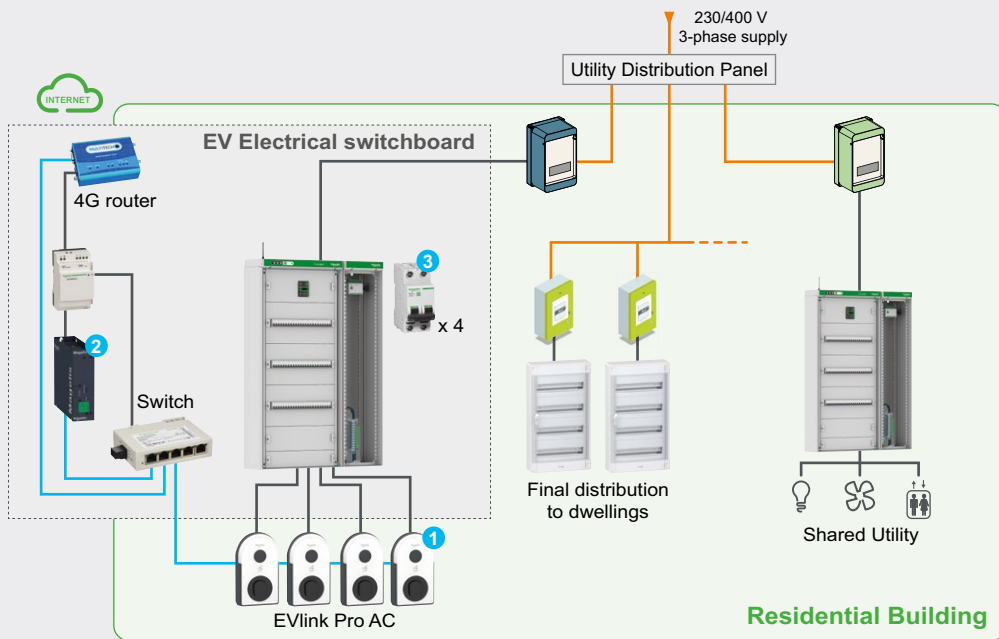 230/400 V
3-phase supply
Utility Distribution Panel
INTERNET
EV Electrical switchboard
4G router
3
x 4
2
Magelis
Switch
Final distribution
to dwellings
Shared Utility
1
EVlink Pro AC
Residential Building